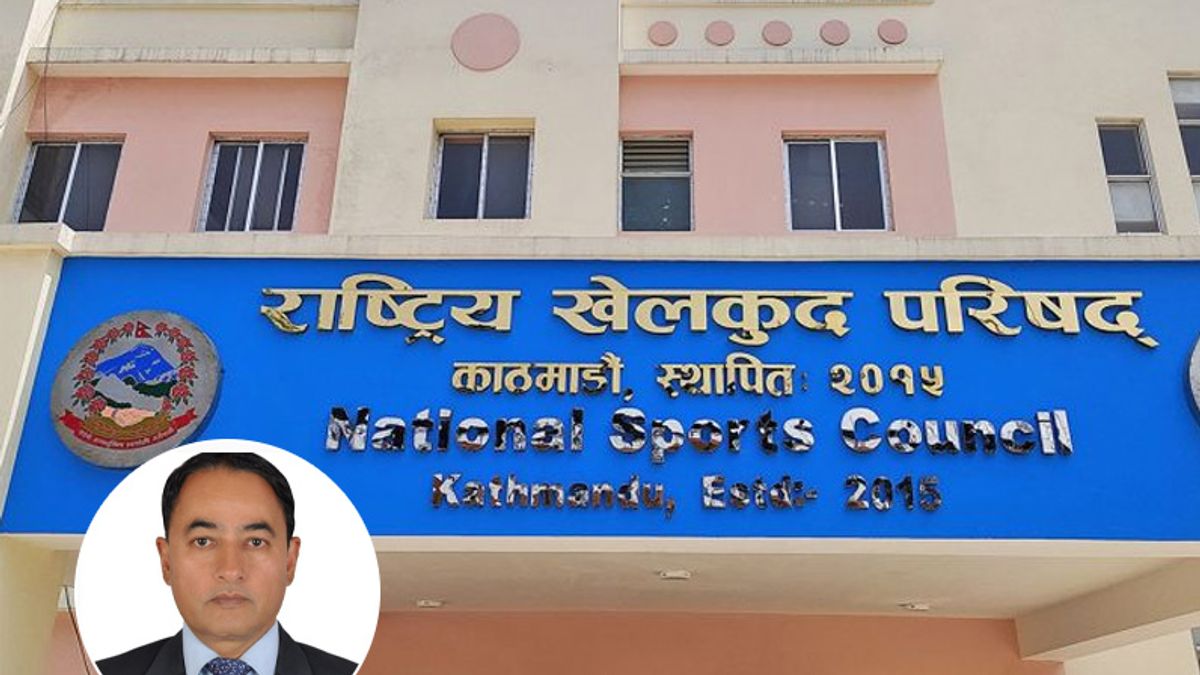 राष्ट्रिय खेलकुद परिषद्
काठमाडौं, स्थापित: २०१५
National Sports Council
Kathmandu, Estd:- 2015